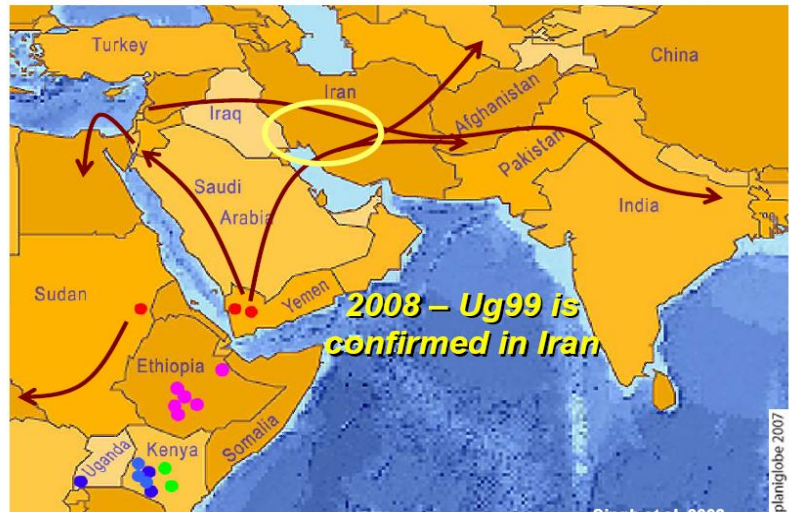 Turkey
China
Iran
Iraq
Afghanistan
Pakistan
Saudi
Arabia
India
Sudan
Yemen
2008 – Ug99 is
confirmed in Iran
Ethiopia
Somalia
Uganda
Kenya
planiglobe 2007